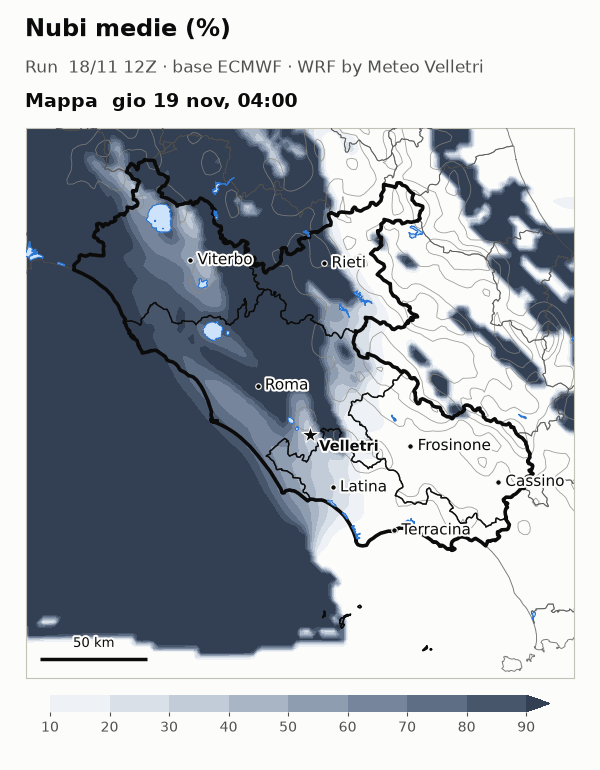 Nubi medie (%)
Run  18/11 12Z · base ECMWF · WRF by Meteo Velletri
Mappa  gio 19 nov, 04:00
Viterbo
Rieti
Roma
Velletri
Frosinone
Cassino
Latina
Terracina
50 km
10 20 30 40 50 60 70 80 90